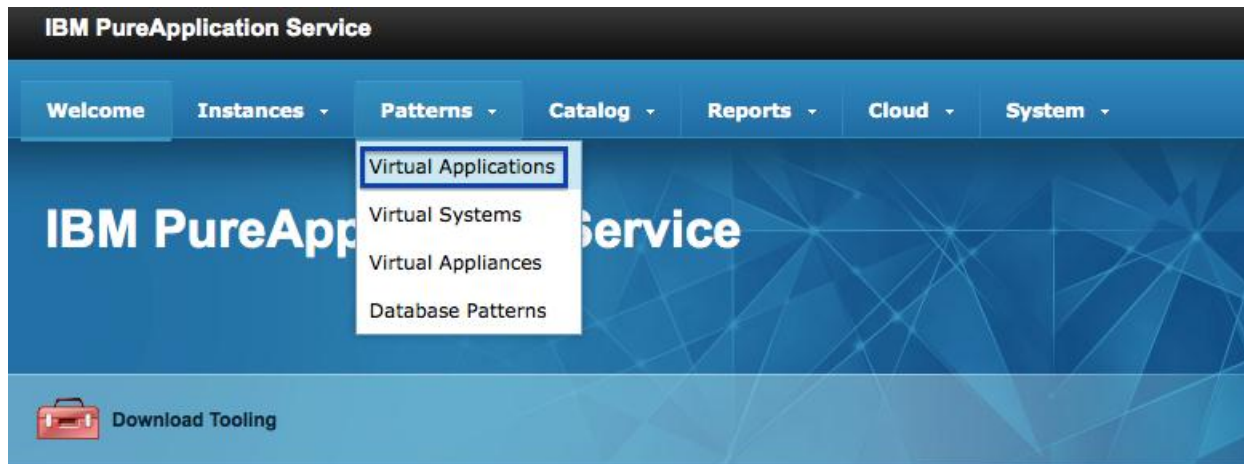 IBM PureApplication Service
Welcome Instances Patterns Catalog Reports Cloud System
Virtual Applications
Virtual Systems
IBM PureApp Service
Virtual Appliances
Database Patterns
Download Tooling